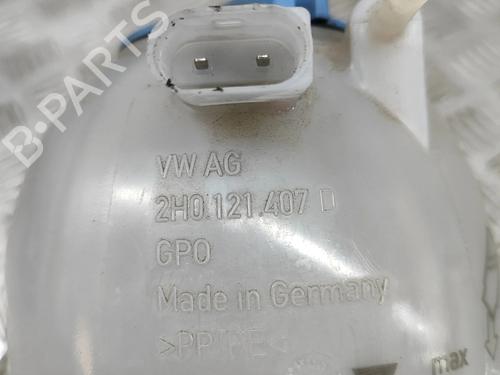 B-PARTS
VW AG
2H0.121.407 D
GPO
Made in Germany
>PP/PE<
max